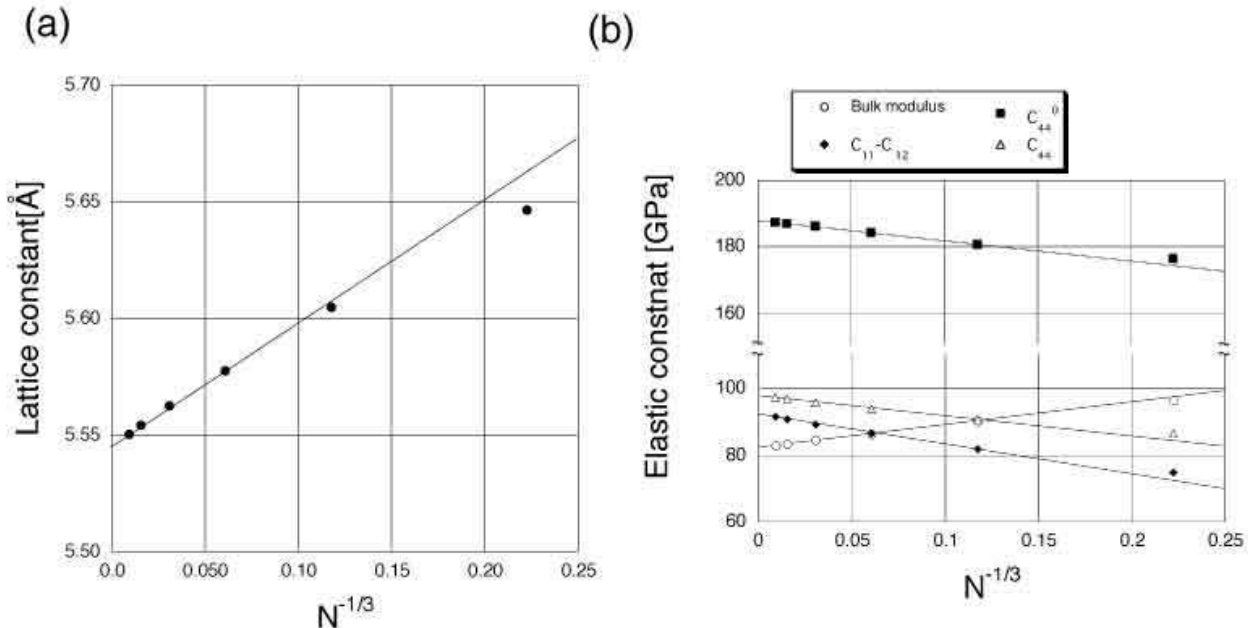 (a)
5.70
5.65
5.60
5.55
5.50
0.0 0.050 0.10 0.15 0.20 0.25
Lattice constant[Å]
N-1/3
(b)
Bulk modulus
C44 0
C11-C12
C44
200
180
160
100
80
60
0 0.05 0.1 0.15 0.2 0.25
Elastic constnat [GPa]
N-1/3